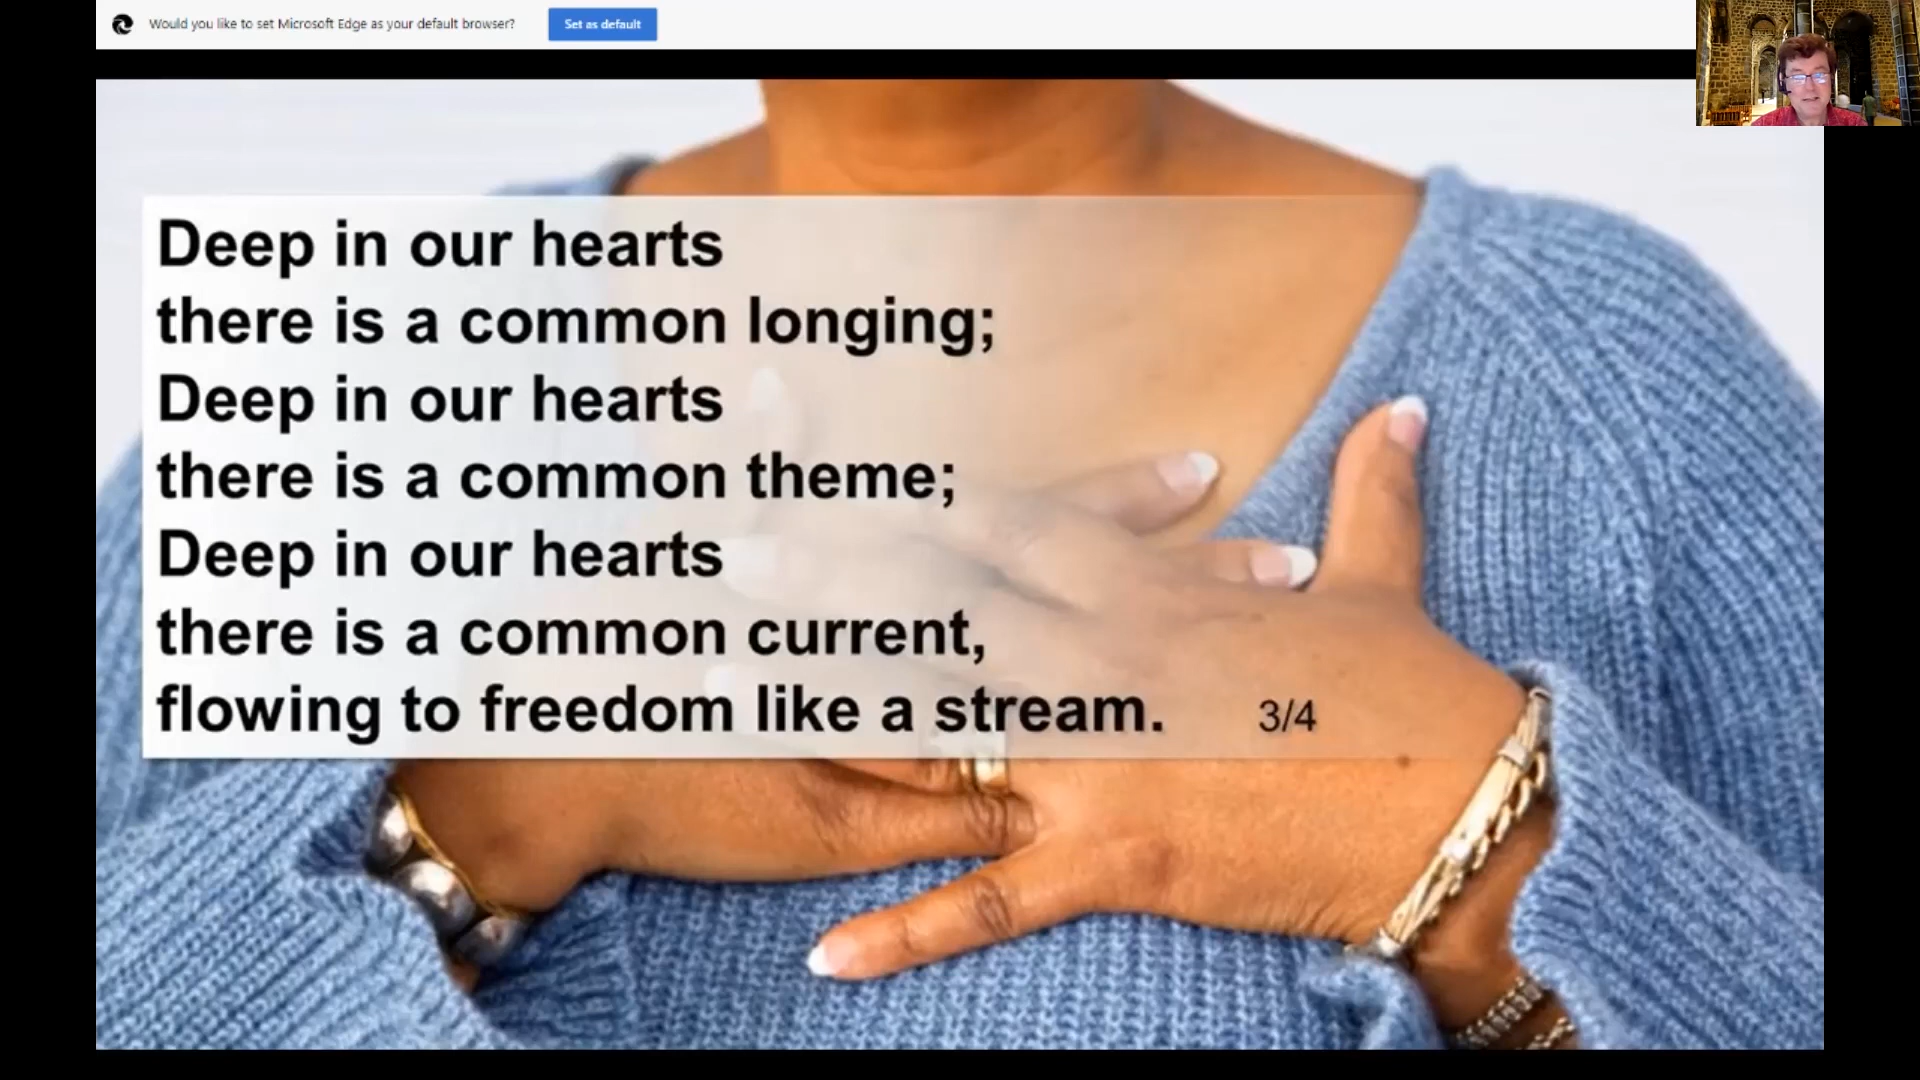 Would you like to set Microsoft Edge as your default browser?
Set as default
Deep in our hearts
there is a common longing;
Deep in our hearts
there is a common theme;
Deep in our hearts
there is a common current,
flowing to freedom like a stream.
3/4